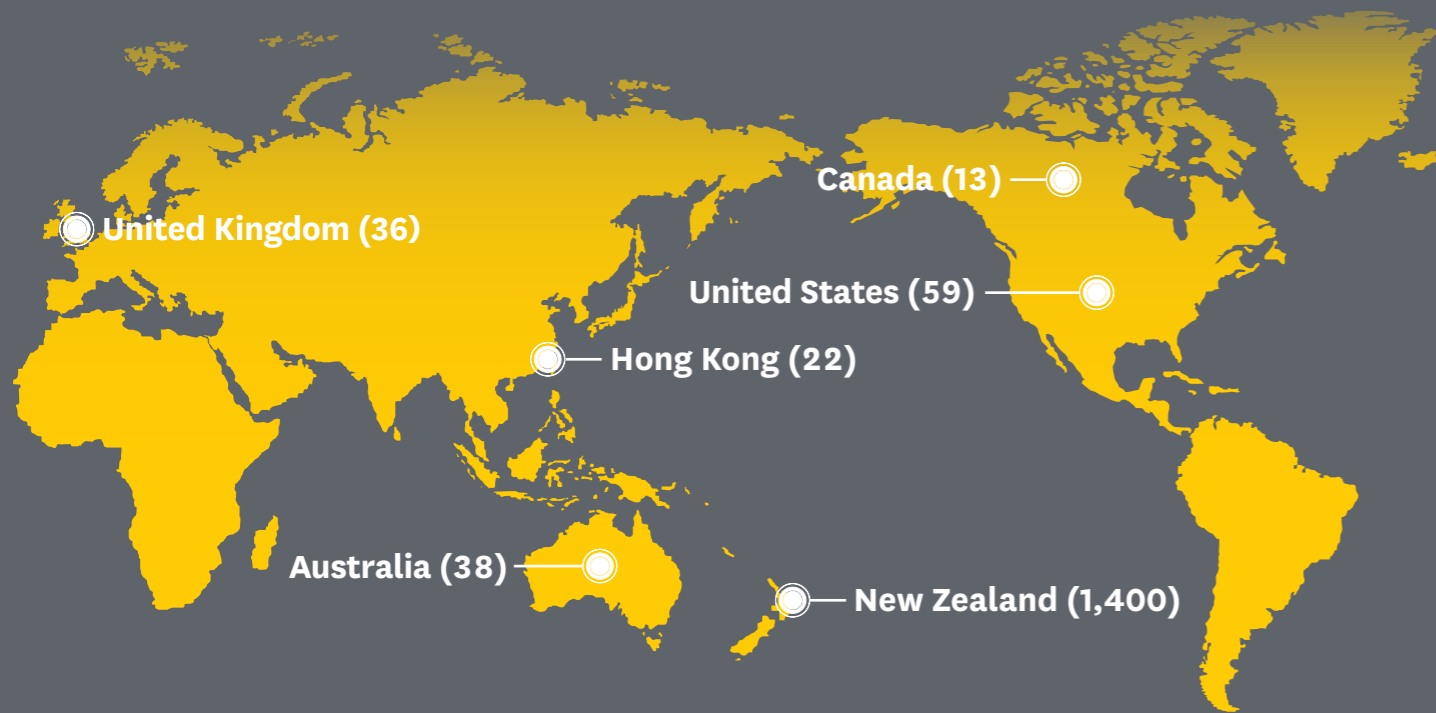 Canada (13)
United Kingdom (36)
United States (59)
Hong Kong (22)
Australia (38)
New Zealand (1,400)